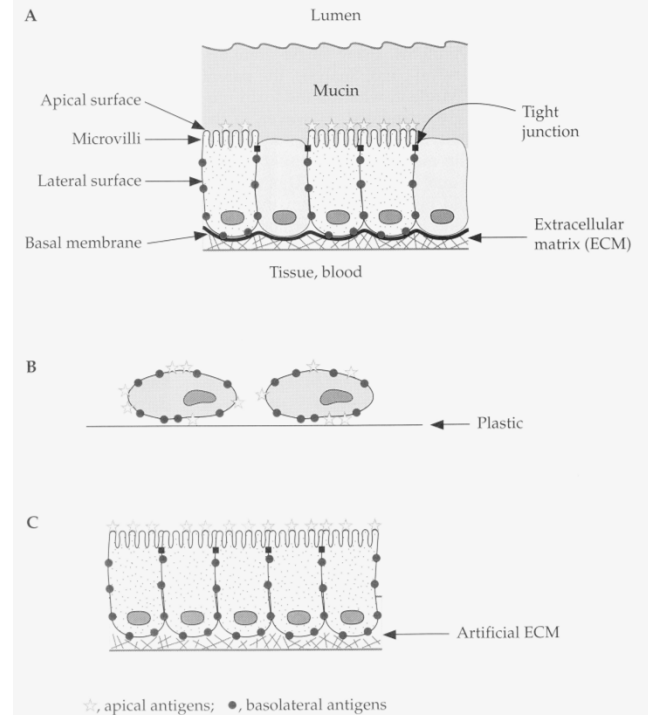 A
Lumen
Mucin
Apical surface
Microvilli
Lateral surface
Basal membrane
Tight
junction
Extracellular
matrix (ECM)
Tissue, blood
B
Plastic
C
Artificial ECM
☆, apical antigens; ●, basolateral antigens